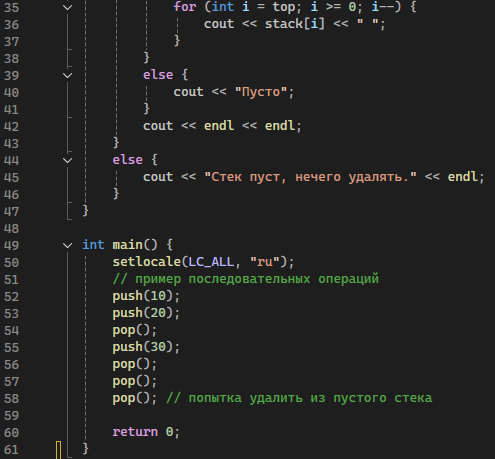 35 for (int i = top; i >= 0; i--) {
36 cout << stack[i] << " ";
37 }
38 }
39 else {
40 cout << "Пусто";
41 }
42 cout << endl << endl;
43 }
44 else {
45 cout << "Стек пуст, нечего удалять." << endl;
46 }
47 }
48
49 int main() {
50 setlocale(LC_ALL, "ru");
51 // пример последовательных операций
52 push(10);
53 push(20);
54 pop();
55 push(30);
56 pop();
57 pop();
58 pop(); // попытка удалить из пустого стека
59
60 return 0;
61 }